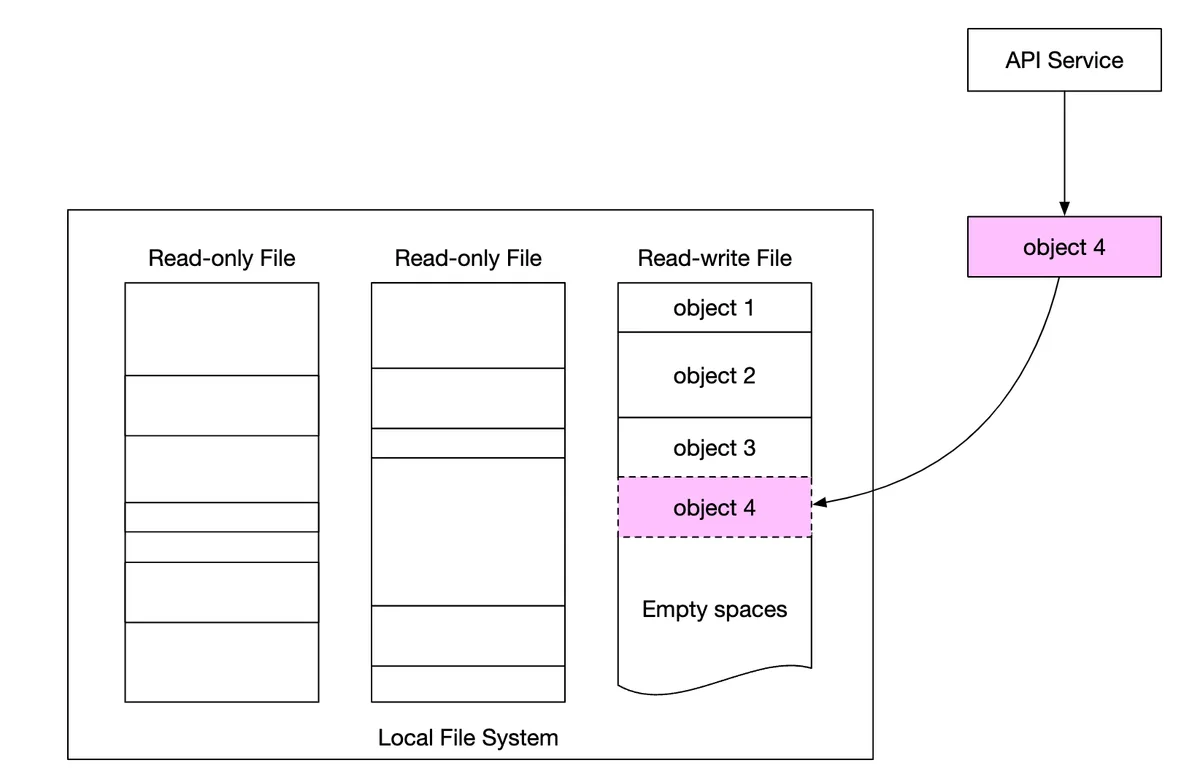 API Service
object 4
Read-only File
Read-only File
Read-write File
object 1
object 2
object 3
object 4
Empty spaces
Local File System